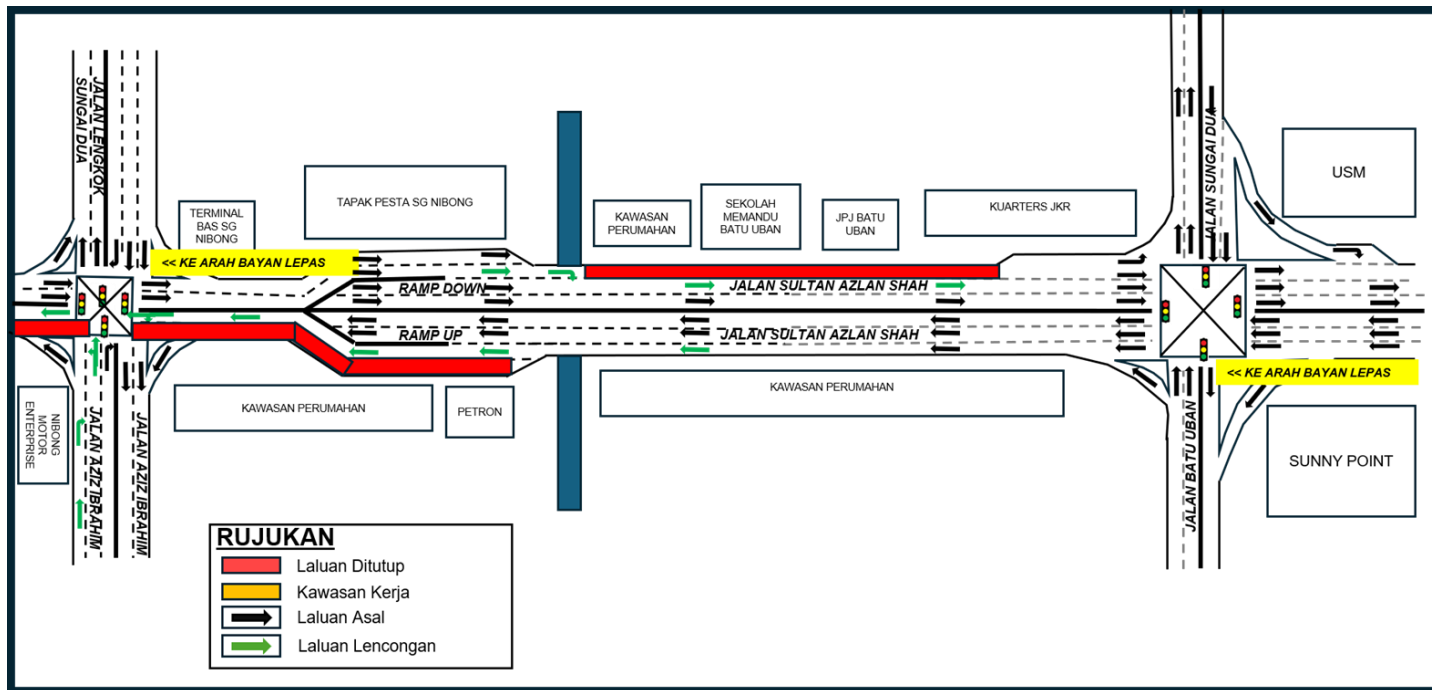 JALAN LENGKOK
SUNGAI DUA
TERMINAL
BAS SG
NIBONG
TAPAK PESTA SG NIBONG
KAWASAN
PERUMAHAN
SEKOLAH
MEMANDU
BATU UBAN
JPJ BATU
UBAN
KUARTERS JKR
JALAN SUNGAI DUA
USM
<< KE ARAH BAYAN LEPAS
RAMP DOWN
JALAN SULTAN AZLAN SHAH
RAMP UP
JALAN SULTAN AZLAN SHAH
<< KE ARAH BAYAN LEPAS
NIBONG
MOTOR
ENTERPRISE
JALAN AZIZ IBRAHIM
JALAN AZIZ IBRAHIM
KAWASAN PERUMAHAN
PETRON
KAWASAN PERUMAHAN
JALAN BATU UBAN
SUNNY POINT
RUJUKAN
Laluan Ditutup
Kawasan Kerja
Laluan Asal
Laluan Lencongan